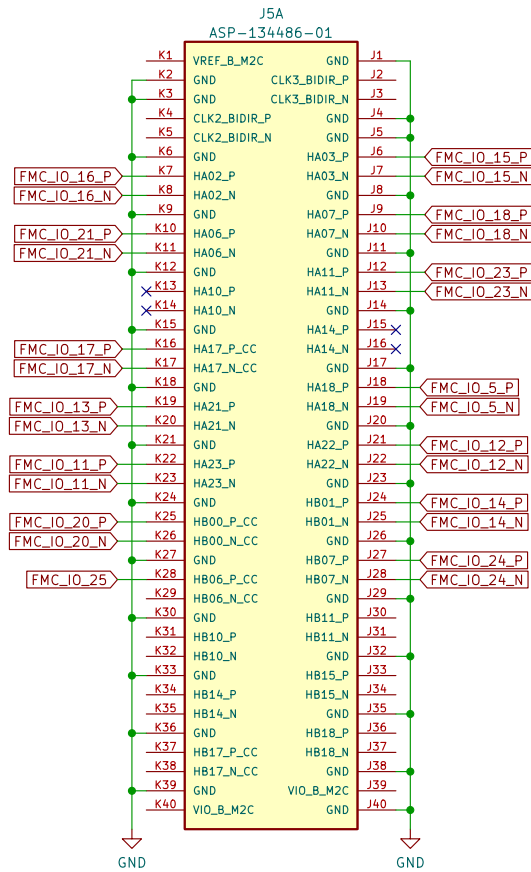 J5A
ASP-134486-01
K1 VREF_B_M2C GND J1
K2 GND CLK3_BIDIR_P J2
K3 GND CLK3_BIDIR_N J3
K4 CLK2_BIDIR_P GND J4
K5 CLK2_BIDIR_N GND J5
K6 GND HA03_P J6 FMC_IO_15_P
FMC_IO_16_P K7 HA02_P HA03_N J7 FMC_IO_15_N
FMC_IO_16_N K8 HA02_N GND J8
K9 GND HA07_P J9 FMC_IO_18_P
FMC_IO_21_P K10 HA06_P HA07_N J10 FMC_IO_18_N
FMC_IO_21_N K11 HA06_N GND J11
K12 GND HA11_P J12 FMC_IO_23_P
K13 HA10_P HA11_N J13 FMC_IO_23_N
K14 HA10_N GND J14
K15 GND HA14_P J15
FMC_IO_17_P K16 HA17_P_CC HA14_N J16
FMC_IO_17_N K17 HA17_N_CC GND J17
K18 GND HA18_P J18 FMC_IO_5_P
FMC_IO_13_P K19 HA21_P HA18_N J19 FMC_IO_5_N
FMC_IO_13_N K20 HA21_N GND J20
K21 GND HA22_P J21 FMC_IO_12_P
FMC_IO_11_P K22 HA23_P HA22_N J22 FMC_IO_12_N
FMC_IO_11_N K23 HA23_N GND J23
K24 GND HB01_P J24 FMC_IO_14_P
FMC_IO_20_P K25 HB00_P_CC HB01_N J25 FMC_IO_14_N
FMC_IO_20_N K26 HB00_N_CC GND J26
K27 GND HB07_P J27 FMC_IO_24_P
FMC_IO_25 K28 HB06_P_CC HB07_N J28 FMC_IO_24_N
K29 HB06_N_CC GND J29
K30 GND HB11_P J30
K31 HB10_P HB11_N J31
K32 HB10_N GND J32
K33 GND HB15_P J33
K34 HB14_P HB15_N J34
K35 HB14_N GND J35
K36 GND HB18_P J36
K37 HB17_P_CC HB18_N J37
K38 HB17_N_CC GND J38
K39 GND VIO_B_M2C J39
K40 VIO_B_M2C GND J40
GND GND